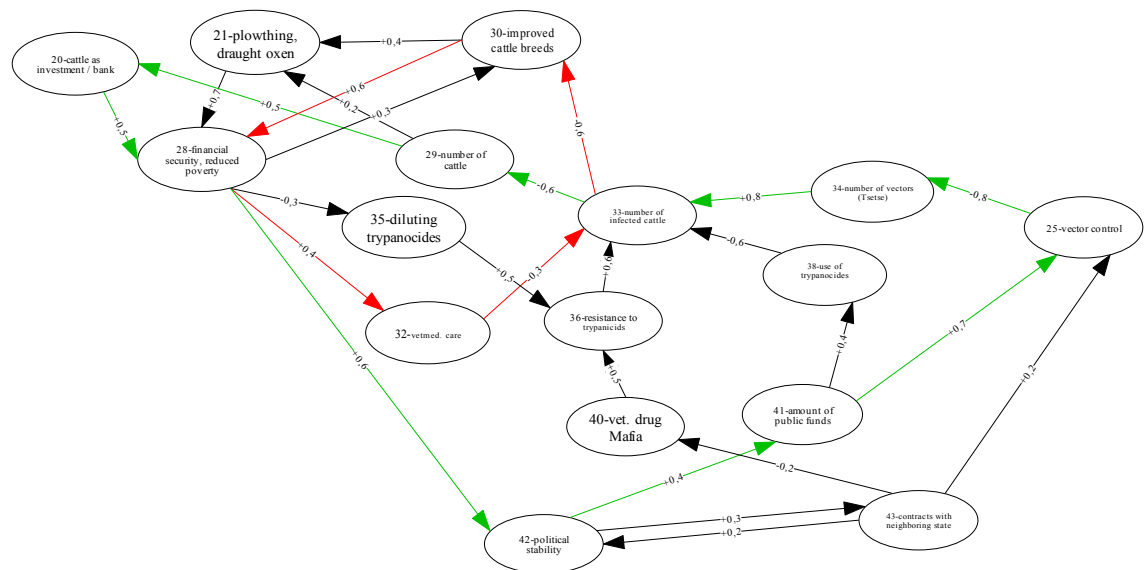 21-plowthing,
draught oxen
30-improved
cattle breeds
20-cattle as
investment / bank
+0,4
+0,6
+0,7
+0,2
+0,5
+0,3
+0,5
-0,6
28-financial
security, reduced
poverty
29-number of
cattle
-0,6
34-number of vectors
(Tsetse)
+0,8
-0,8
-0,3
35-diluting
trypanocides
33-number of
infected cattle
25-vector control
+0,4
-0,6
+0,5
-0,3
+0,6
38-use of
trypanocides
36-resistance to
trypanicids
32-vetmed. care
+0,7
+0,4
+0,6
+0,5
+0,2
40-vet. drug
Mafia
41-amount of
public funds
-0,2
+0,4
+0,3
+0,2
43-contracts with
neighboring state
42-political
stability